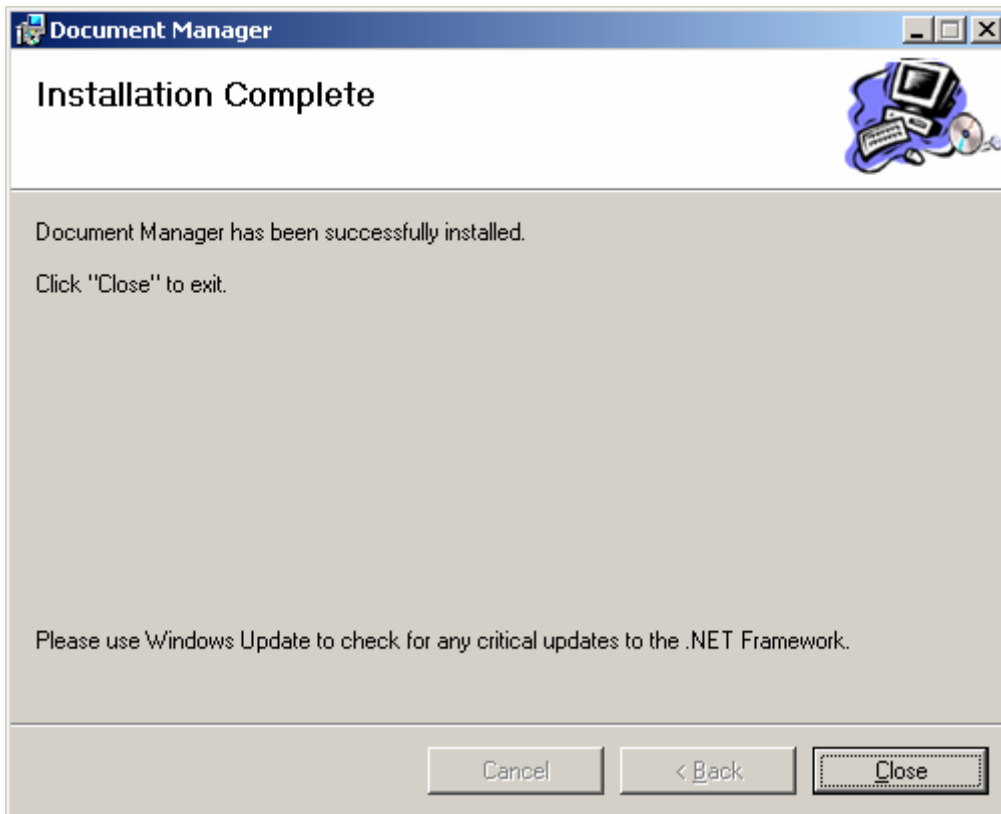 Document Manager
Installation Complete
Document Manager has been successfully installed.
Click "Close" to exit.
Please use Windows Update to check for any critical updates to the .NET Framework.
Cancel
< Back
Close